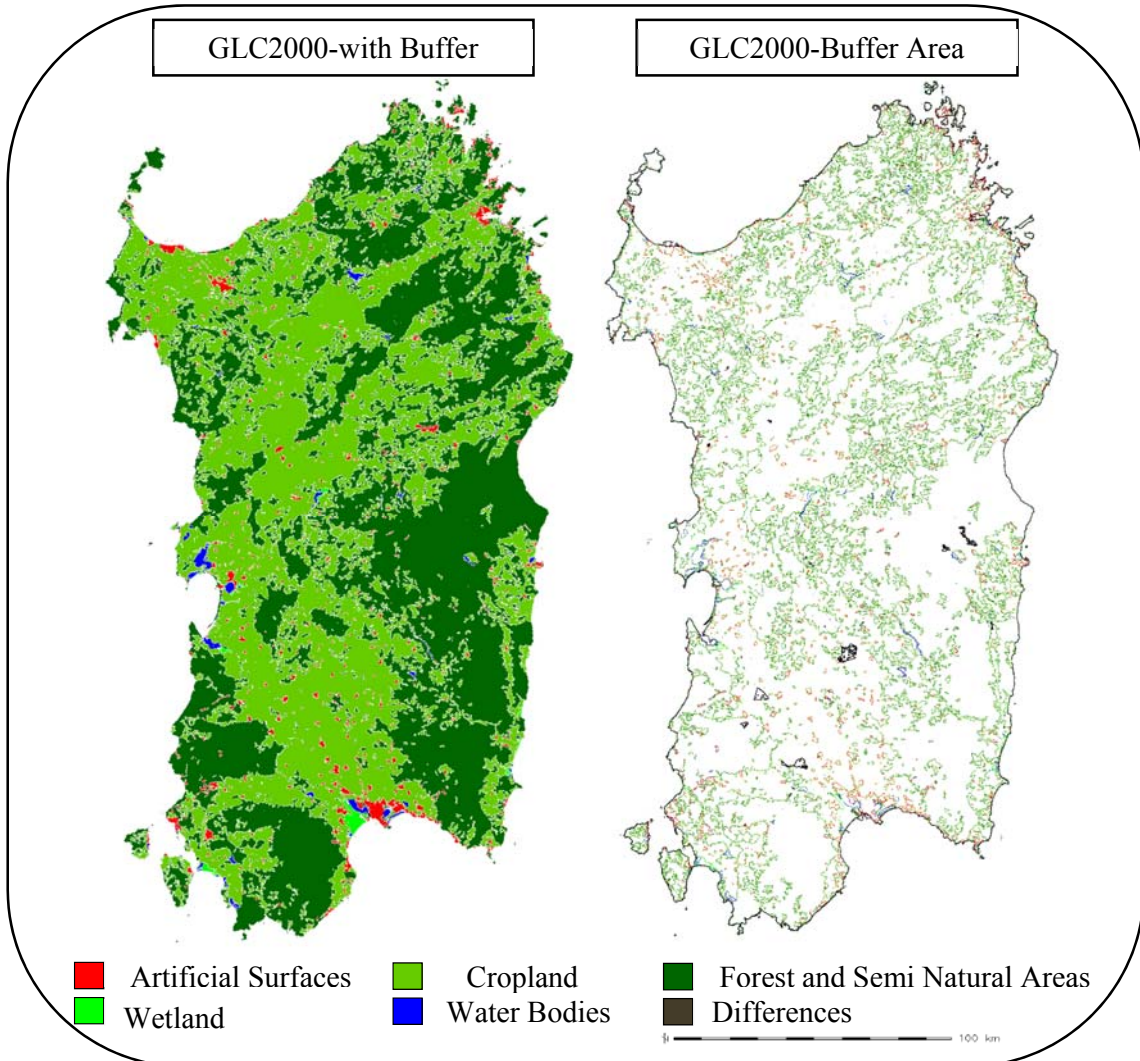 GLC2000-with Buffer
GLC2000-Buffer Area
Artificial Surfaces
Cropland
Forest and Semi Natural Areas
Wetland
Water Bodies
Differences
100 km